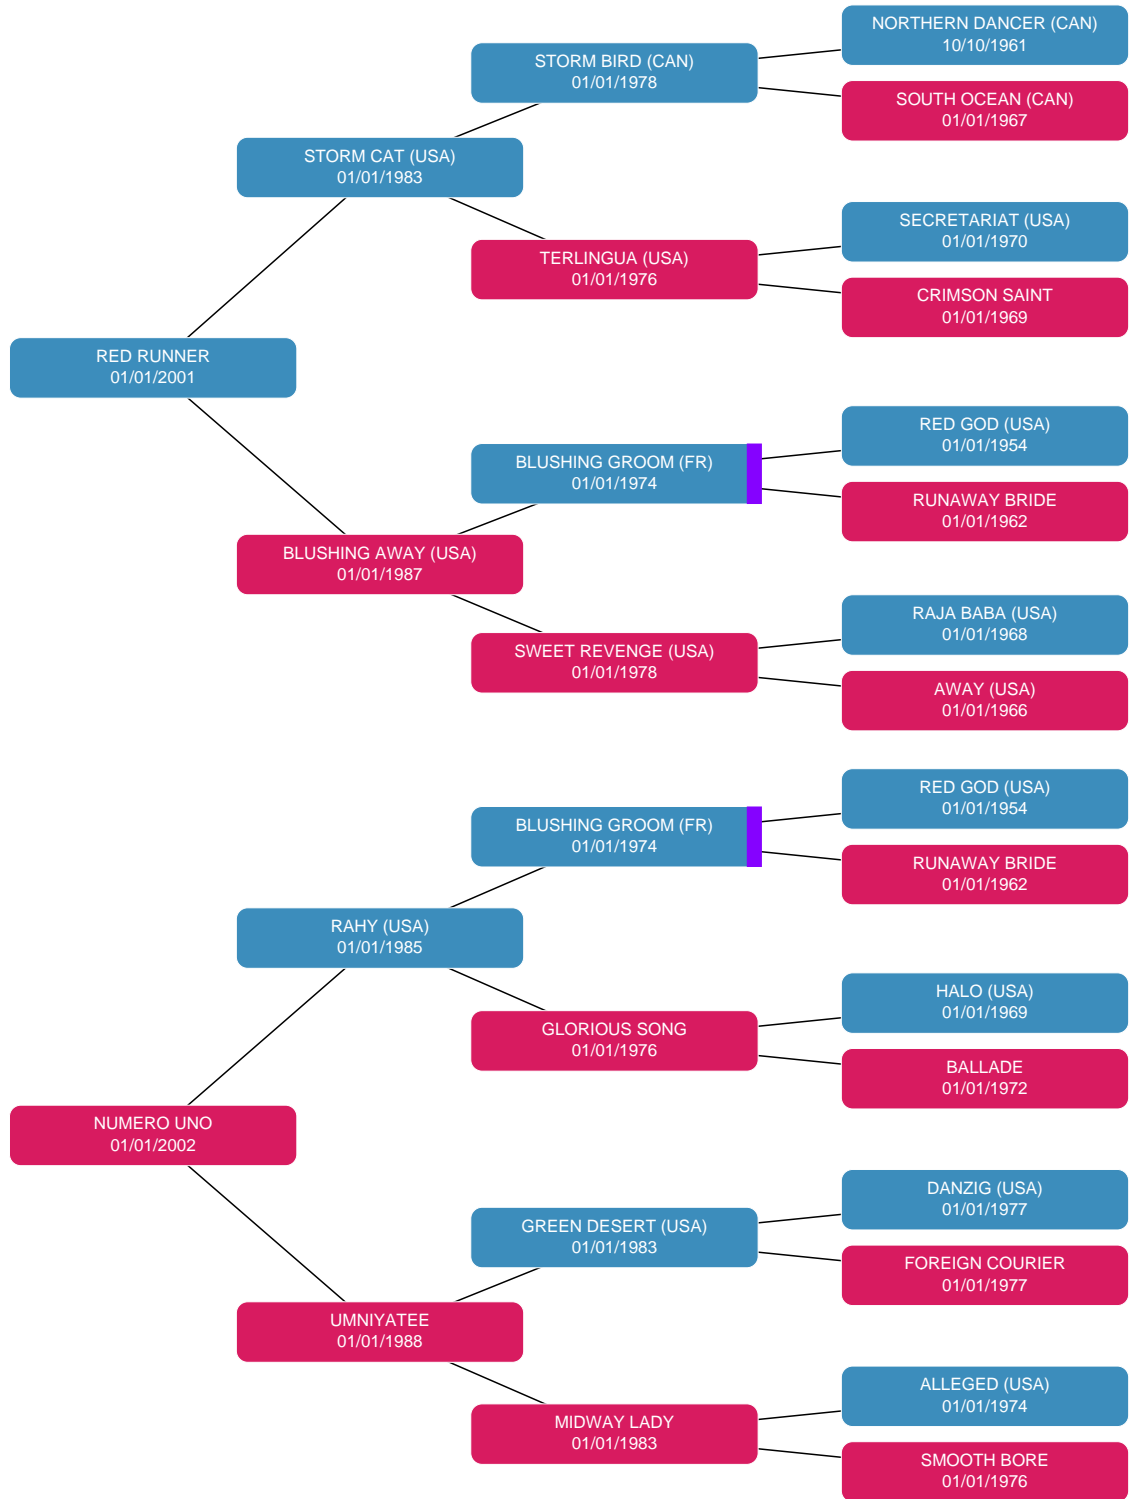 NORTHERN DANCER (CAN)
10/10/1961
STORM BIRD (CAN)
01/01/1978
SOUTH OCEAN (CAN)
01/01/1967
STORM CAT (USA)
01/01/1983
SECRETARIAT (USA)
01/01/1970
TERLINGUA (USA)
01/01/1976
CRIMSON SAINT
01/01/1969
RED RUNNER
01/01/2001
RED GOD (USA)
01/01/1954
BLUSHING GROOM (FR)
01/01/1974
RUNAWAY BRIDE
01/01/1962
BLUSHING AWAY (USA)
01/01/1987
RAJA BABA (USA)
01/01/1968
SWEET REVENGE (USA)
01/01/1978
AWAY (USA)
01/01/1966
RED GOD (USA)
01/01/1954
BLUSHING GROOM (FR)
01/01/1974
RUNAWAY BRIDE
01/01/1962
RAHY (USA)
01/01/1985
HALO (USA)
01/01/1969
GLORIOUS SONG
01/01/1976
BALLADE
01/01/1972
NUMERO UNO
01/01/2002
DANZIG (USA)
01/01/1977
GREEN DESERT (USA)
01/01/1983
FOREIGN COURIER
01/01/1977
UMNIYATEE
01/01/1988
ALLEGED (USA)
01/01/1974
MIDWAY LADY
01/01/1983
SMOOTH BORE
01/01/1976